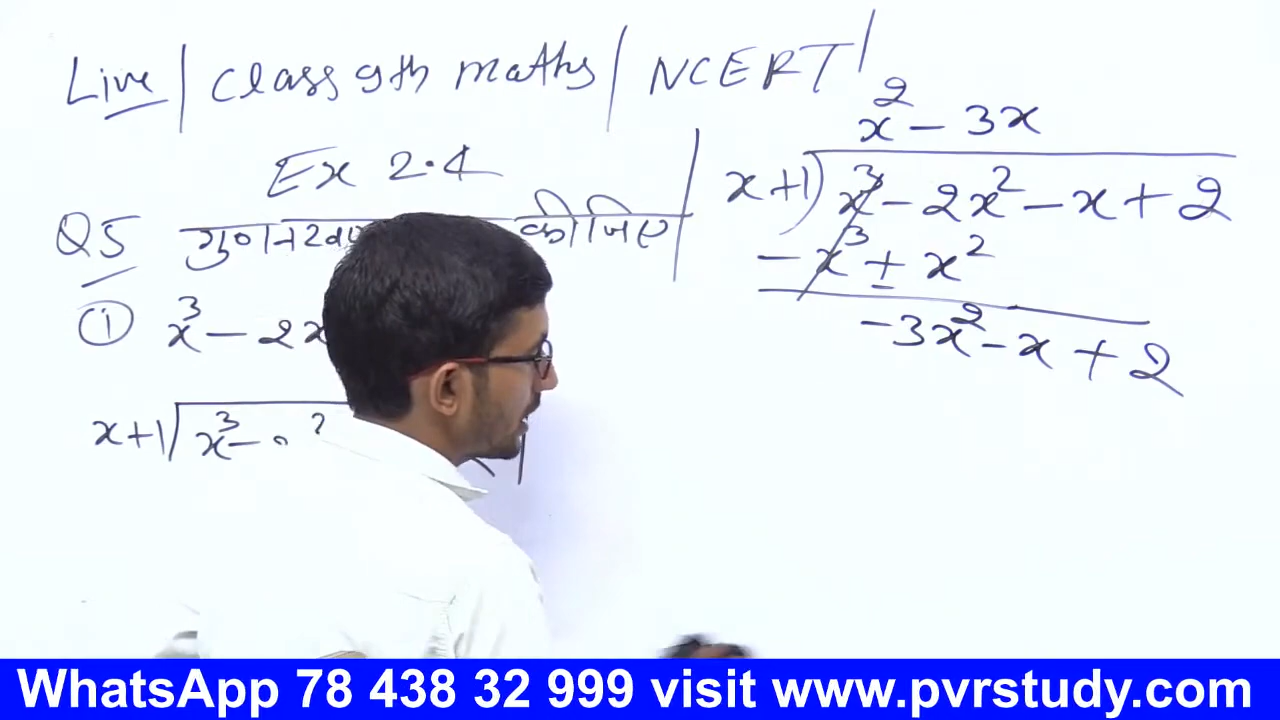 Live | Class 9th maths | NCERT |
Ex 2.4
Q5 कीजिए
① x³ - 2x
x+1 x³ -
x² - 3x
x+1) x³ - 2x² - x + 2
- x³ ± x²
-3x² - x + 2
WhatsApp 78 438 32 999 visit www.pvrstudy.com